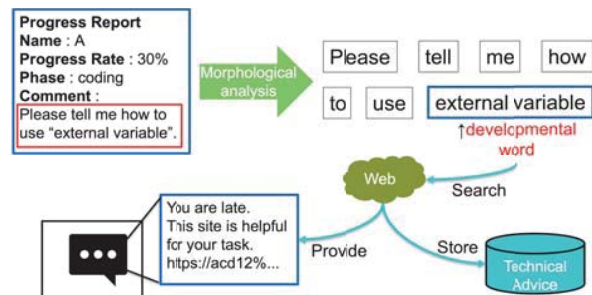 Progress Report
Name : A
Progress Rate : 30%
Phase : coding
Comment :
Please tell me how to
use “external variable”.
Morphological
analysis
Please tell me how
to use external variable
↑developmental
word
Web
Search
You are late.
This site is helpful
for your task.
https://acd12%...
Provide
Store
Technical
Advice